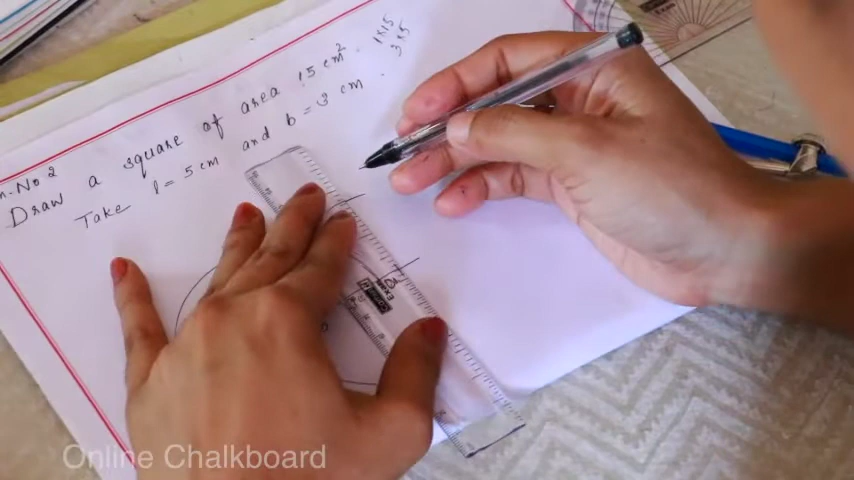 n. No 2
Draw a square of area 15 cm². 1x15
Take l = 5 cm and b = 3 cm. 3x5
Online Chalkboard